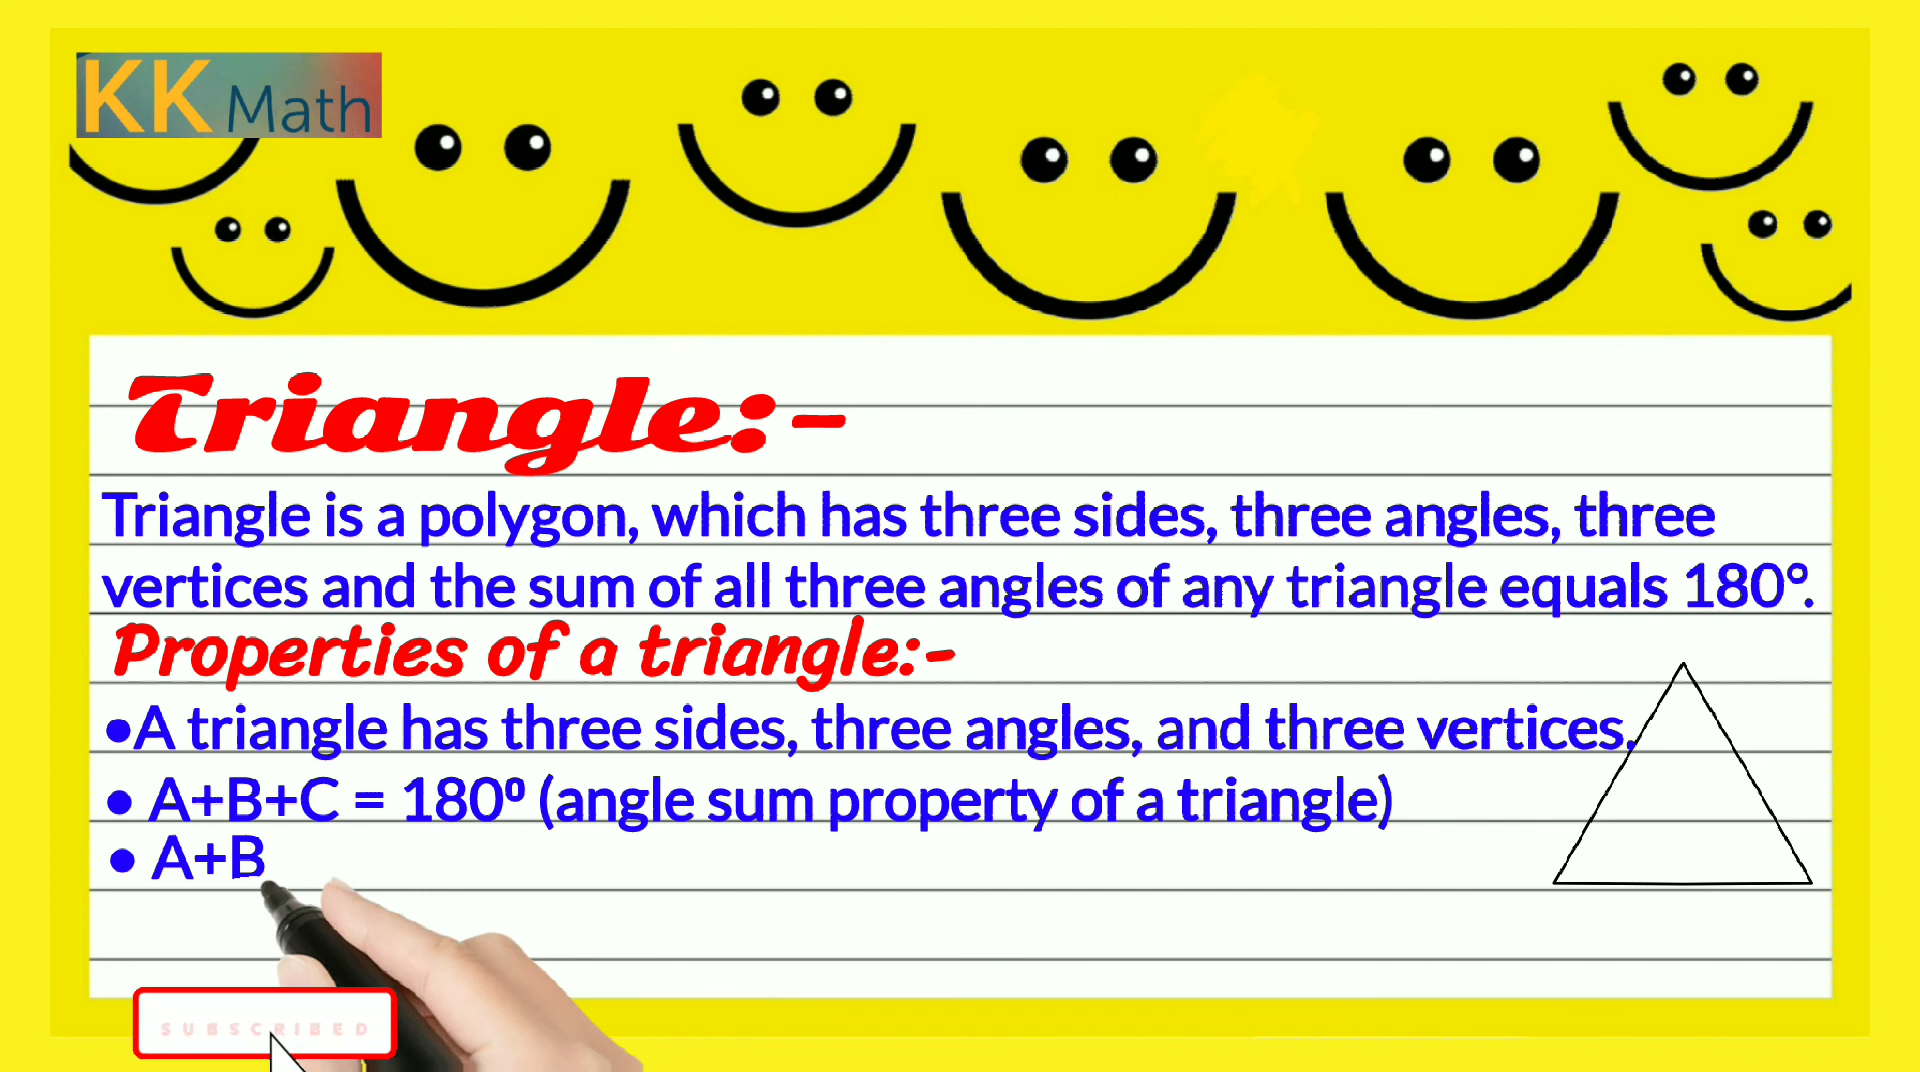 KK Math
Triangle:-
Triangle is a polygon, which has three sides, three angles, three
vertices and the sum of all three angles of any triangle equals 180°.
Properties of a triangle:-
•A triangle has three sides, three angles, and three vertices.
• A+B+C = 180⁰ (angle sum property of a triangle)
• A+B
SUBSCRIBED